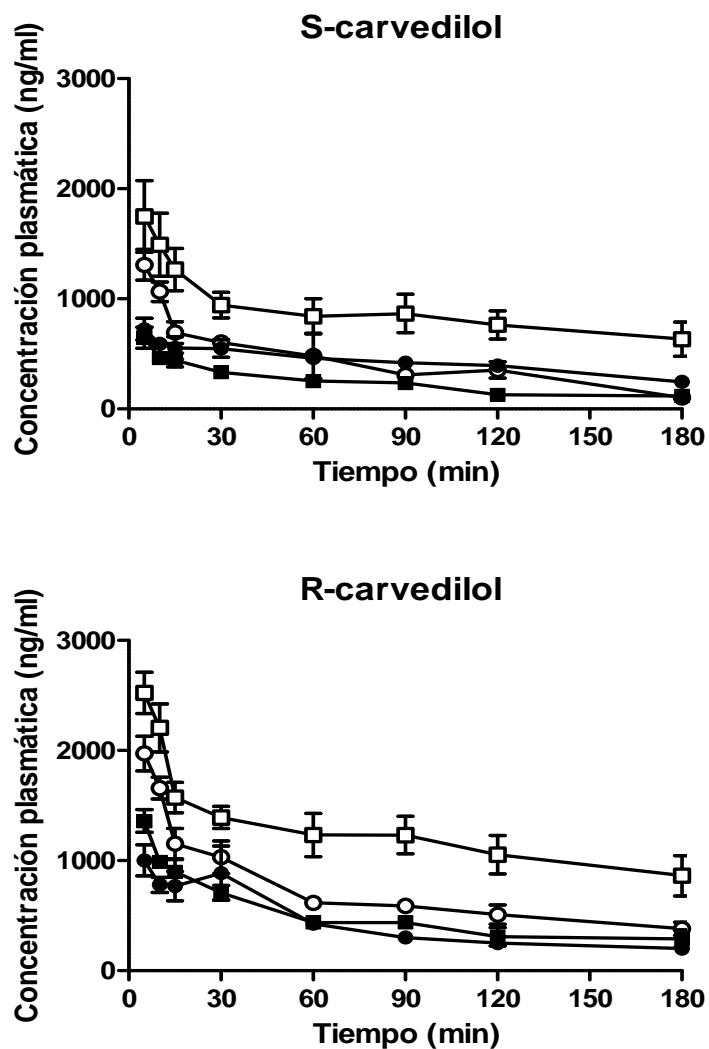 S-carvedilol
Concentración plasmática (ng/ml)
3000
2000
1000
0
0 30 60 90 120 150 180
Tiempo (min)
R-carvedilol
Concentración plasmática (ng/ml)
3000
2000
1000
0
0 30 60 90 120 150 180
Tiempo (min)